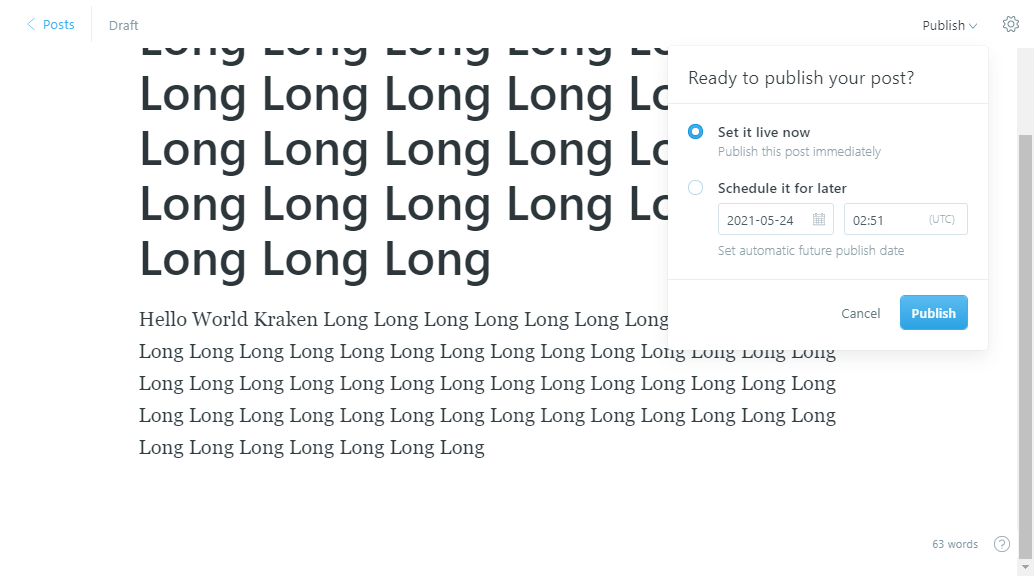 Posts
Draft
Publish
Long Long Long Long
Long Long Long Long
Long Long Long Long
Long Long Long Long
Long Long Long
Hello World Kraken Long Long Long Long Long Long Long
Long Long Long Long Long Long Long Long Long Long Long Long Long Long
Long Long Long Long Long Long Long Long Long Long Long Long Long Long
Long Long Long Long Long Long Long Long Long Long Long Long Long Long
Long Long Long Long Long Long Long
Ready to publish your post?
Set it live now
Publish this post immediately
Schedule it for later
2021-05-24
02:51 (UTC)
Set automatic future publish date
Cancel
Publish
63 words
?